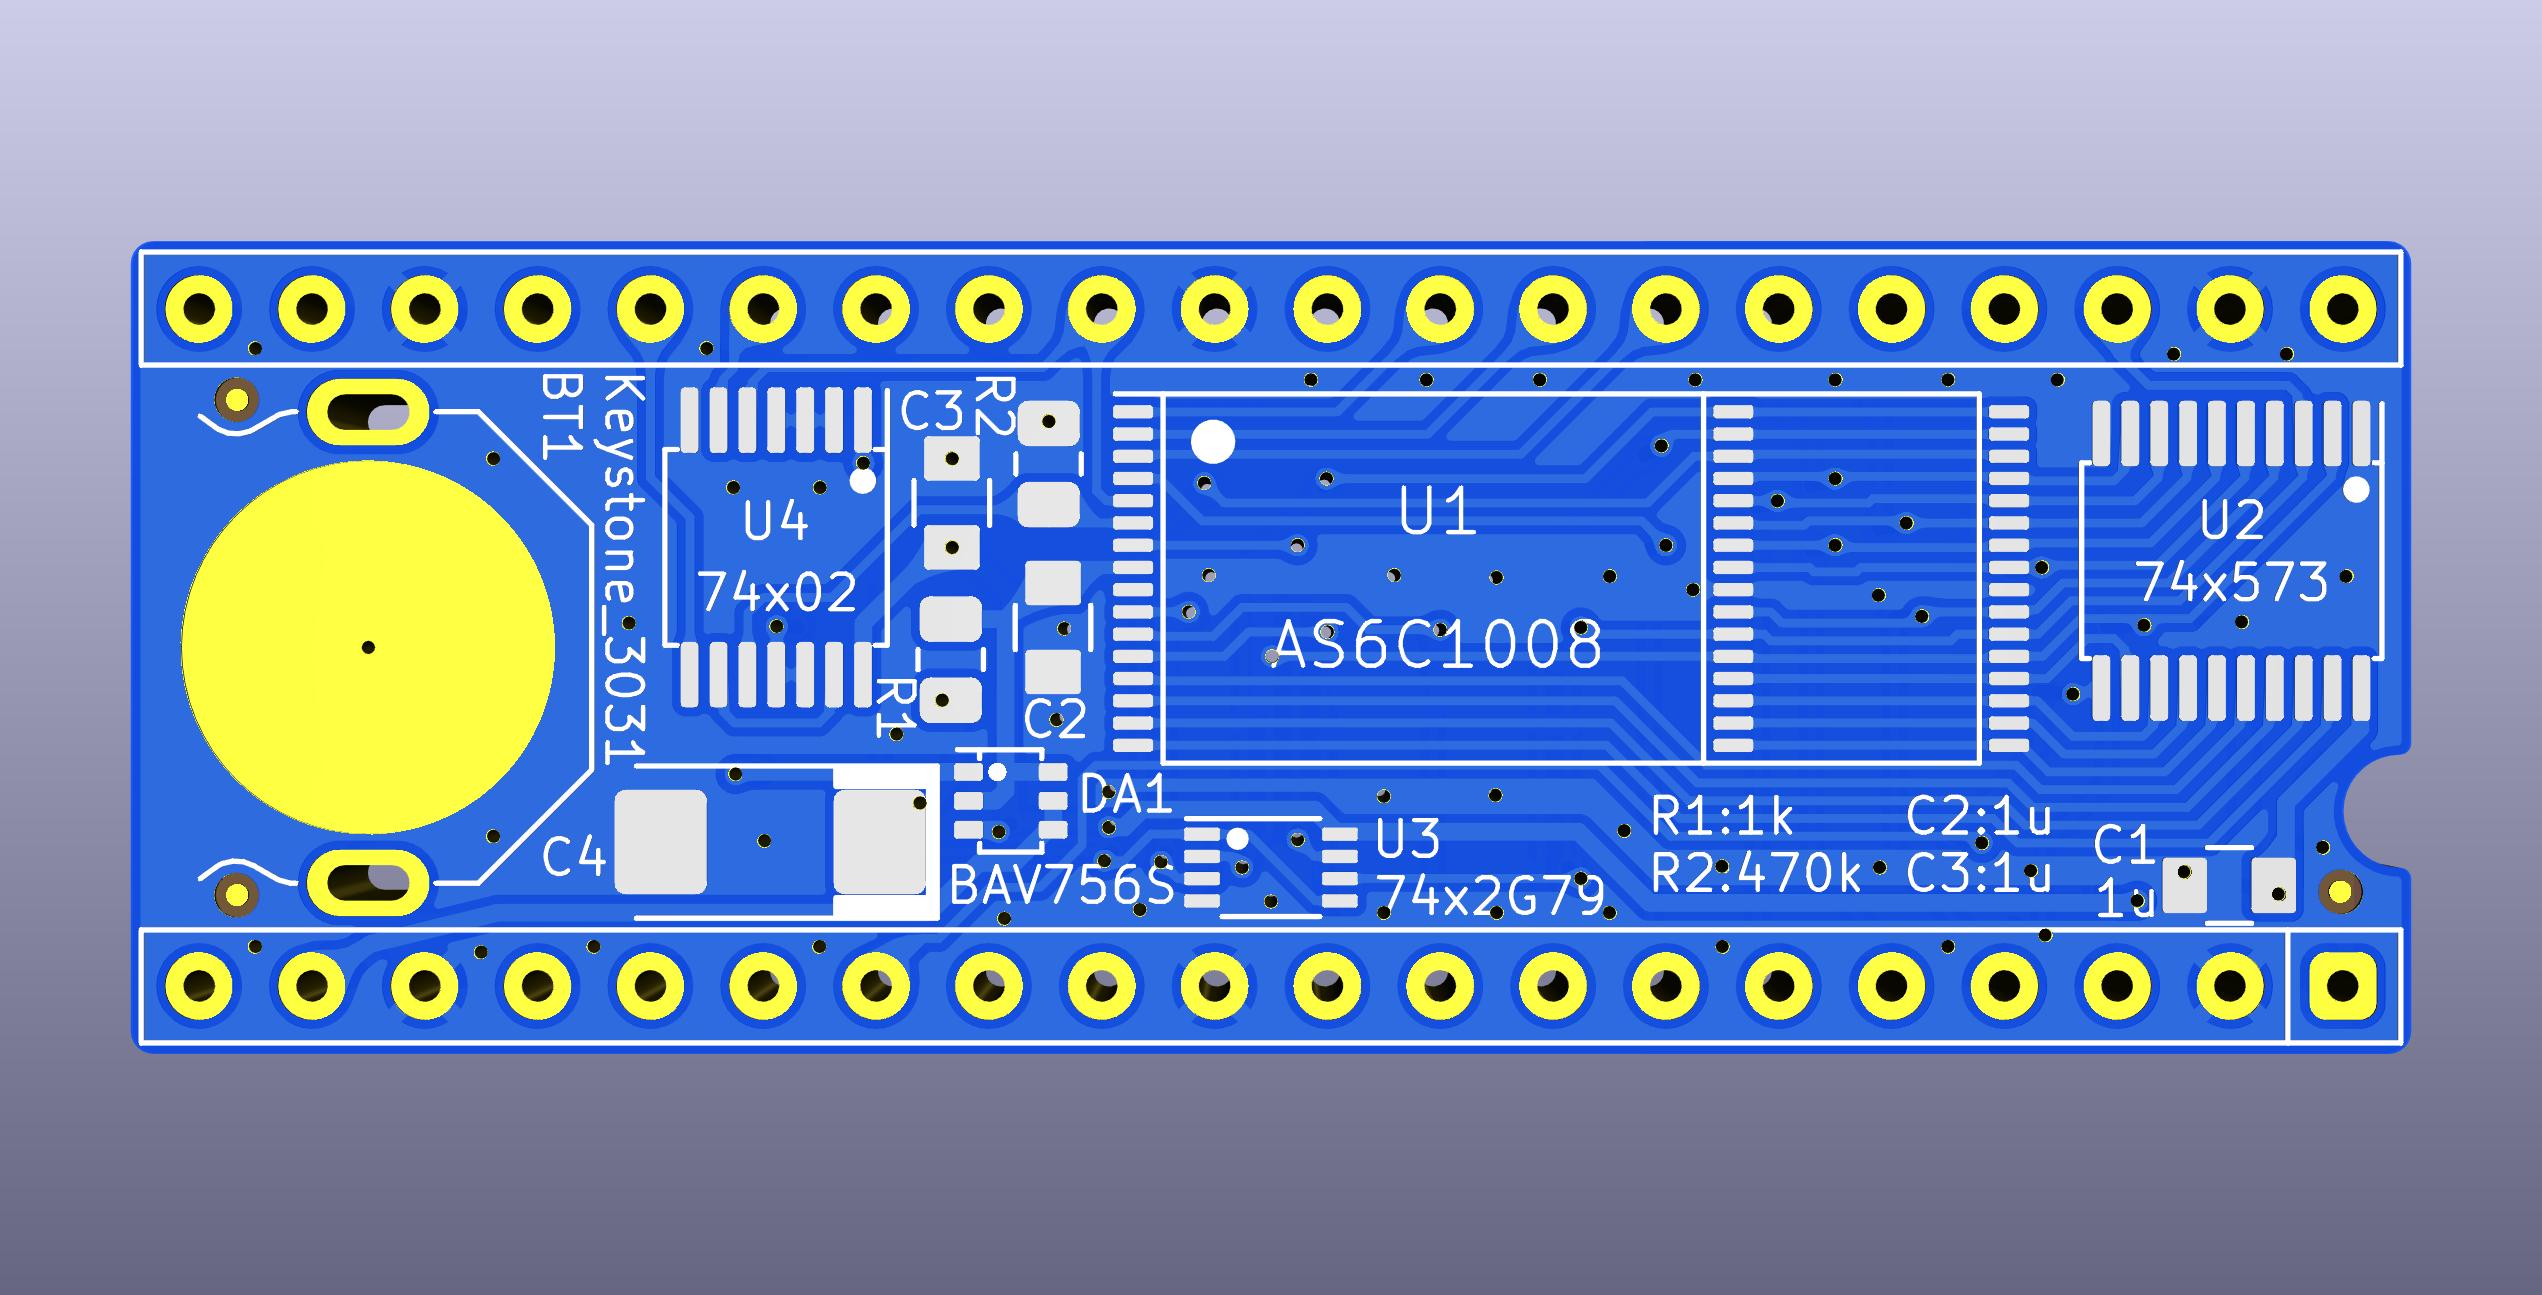 BT1
Keystone_3031
U4
74x02
C3
R2
R1
C2
C4
DA1
BAV756S
U1
AS6C1008
U3
74x2G79
R1:1k
R2:470k
C2:1u
C3:1u
U2
74x573
C1
1u